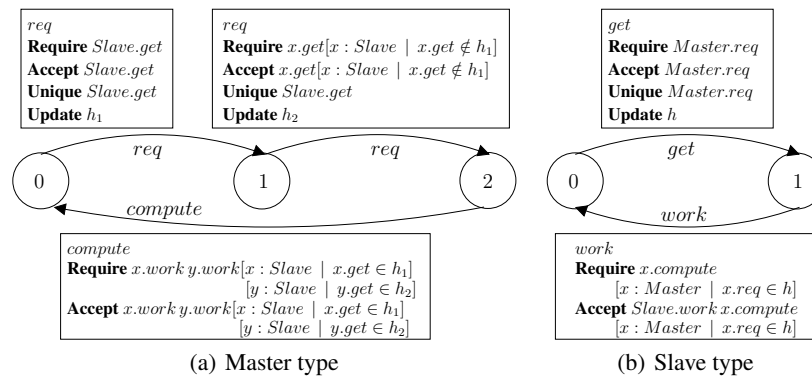 req
Require Slave.get
Accept Slave.get
Unique Slave.get
Update h₁
req
Require x.get[x : Slave | x.get ∉ h₁]
Accept x.get[x : Slave | x.get ∉ h₁]
Unique Slave.get
Update h₂
get
Require Master.req
Accept Master.req
Unique Master.req
Update h
req
req
get
0
1
2
0
1
compute
work
compute
Require x.work y.work[x : Slave | x.get ∈ h₁]
[y : Slave | y.get ∈ h₂]
Accept x.work y.work[x : Slave | x.get ∈ h₁]
[y : Slave | y.get ∈ h₂]
work
Require x.compute
[x : Master | x.req ∈ h]
Accept Slave.work x.compute
[x : Master | x.req ∈ h]
(a) Master type
(b) Slave type